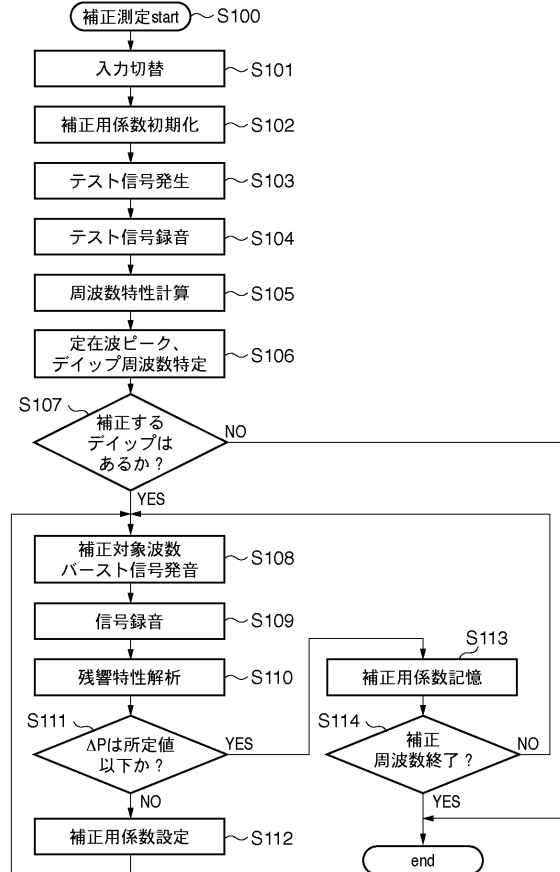 補正測定start
S100
入力切替
S101
補正用係数初期化
S102
テスト信号発生
S103
テスト信号録音
S104
周波数特性計算
S105
定在波ピーク、
デイップ周波数特定
S106
S107
補正する
デイップは
あるか？
NO
YES
補正対象波数
バースト信号発音
S108
信号録音
S109
残響特性解析
S110
S111
ΔPは所定値
以下か？
YES
NO
補正用係数設定
S112
S113
補正用係数記憶
S114
補正
周波数終了？
NO
YES
end